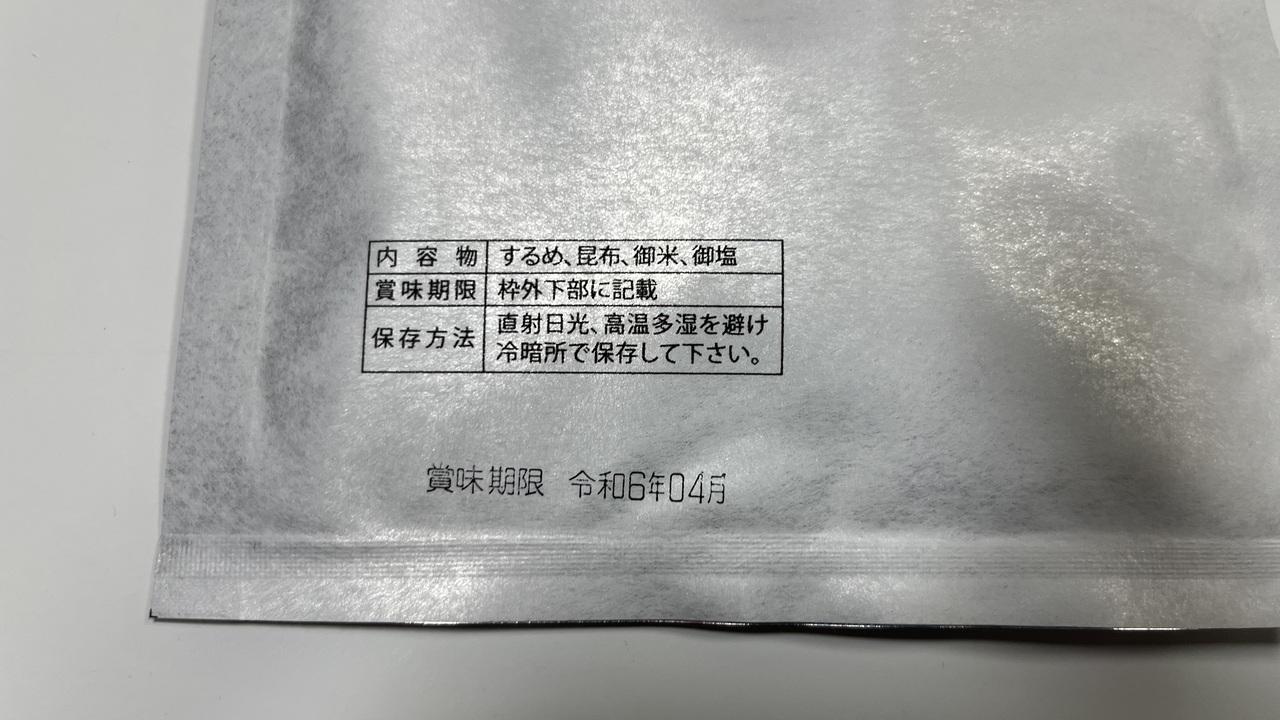 内容物 するめ、昆布、御米、御塩
賞味期限 枠外下部に記載
保存方法 直射日光、高温多湿を避け
冷暗所で保存して下さい。
賞味期限 令和6年04月